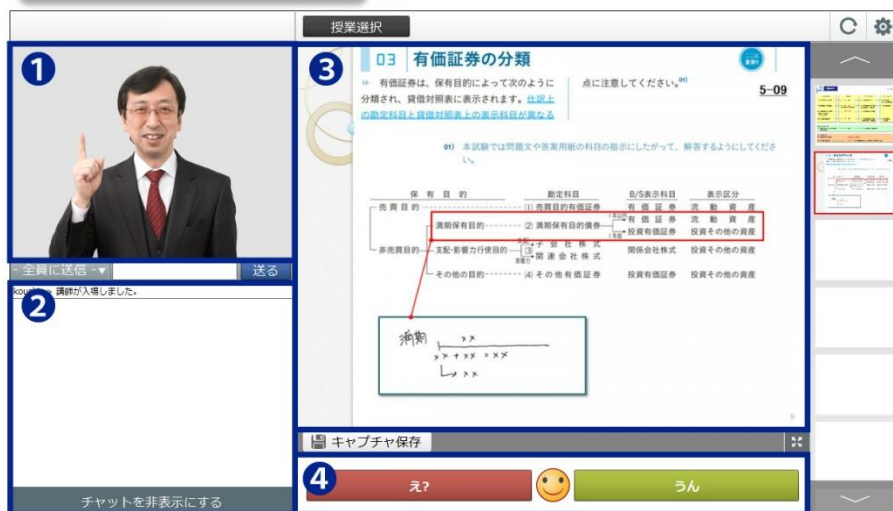 授業選択
1
- 全員に送信 -▼
送る
2
講師が入場しました。
チャットを非表示にする
3
03 有価証券の分類
有価証券は、保有目的によって次のように
分類され、貸借対照表に表示されます。仕訳上
の勘定科目と貸借対照表上の表示科目が異なる
点に注意してください。01)
5-09
01) 本試験では問題文や答案用紙の科目の指示にしたがって、解答するようにしてくださ
い。
保有目的 勘定科目 B/S表示科目 表示区分
売買目的 (1) 売買目的有価証券 有価証券 流動資産
満期保有目的 (2) 満期保有目的債券 有価証券 流動資産
投資有価証券 投資その他の資産
非売買目的 支配・影響力行使目的 (3) 子会社株式 関連会社株式 関係会社株式 投資その他の資産
その他の目的 (4) その他有価証券 投資有価証券 投資その他の資産
満期 xx
xx + xx = xx
xx
9
キャプチャ保存
4
え?
うん